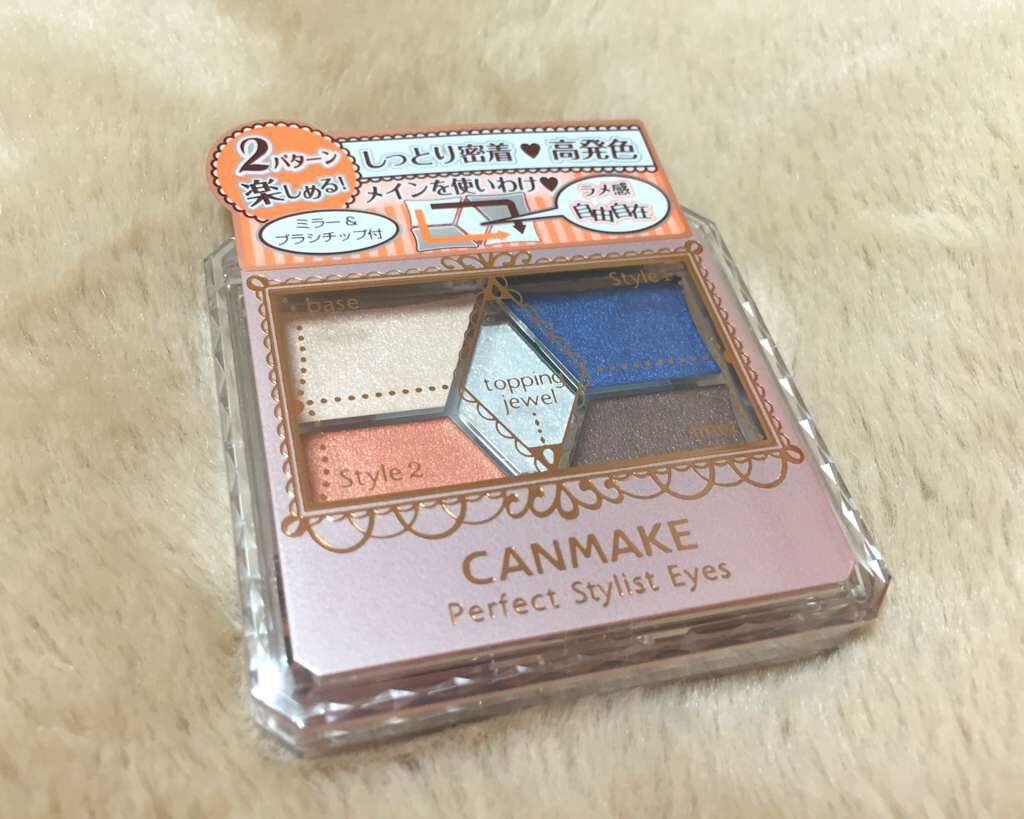 2パターン
楽しめる!
しっとり密着♥高発色
メインを使いわけ♥
ラメ感
自由自在
ミラー&
ブラシチップ付
base
Style1
topping
jewel
Style2
CANMAKE
Perfect Stylist Eyes